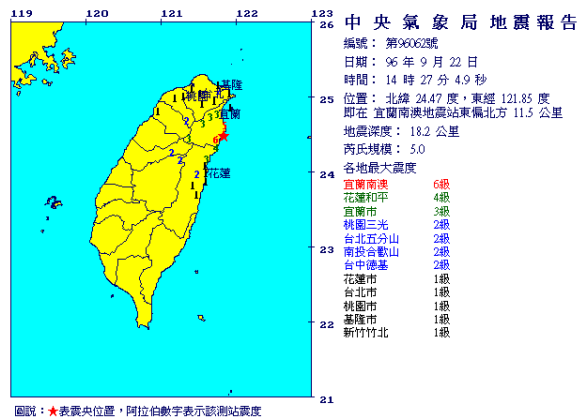 119 120 121 122 123
26
25
24
23
22
21
基隆
桃園 台北
宜蘭
花蓮
中央氣象局地震報告
編號： 第96062號
日期： 96 年 9 月 22 日
時間： 14 時 27 分 4.9 秒
位置： 北緯 24.47 度，東經 121.85 度
即在 宜蘭南澳地震站東偏北方 11.5 公里
地震深度： 18.2 公里
芮氏規模： 5.0
各地最大震度
宜蘭南澳 6級
花蓮和平 4級
宜蘭市 3級
桃園三光 2級
台北五分山 2級
南投合歡山 2級
台中德基 2級
花蓮市 1級
台北市 1級
桃園市 1級
基隆市 1級
新竹竹北 1級
圖說：★表震央位置，阿拉伯數字表示該測站震度